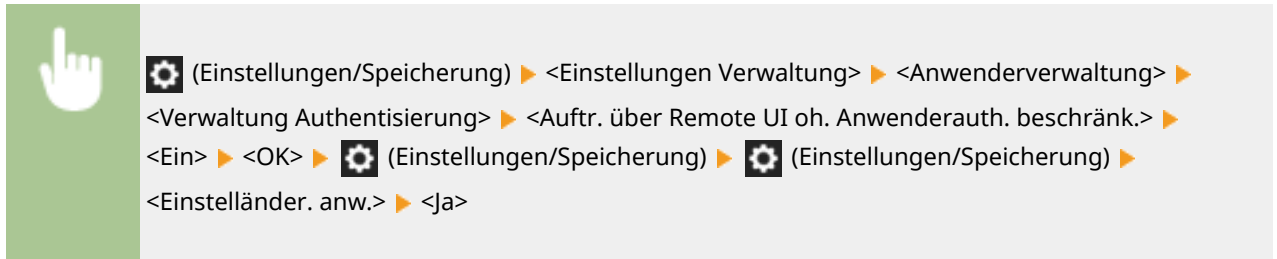 (Einstellungen/Speicherung) ▶ <Einstellungen Verwaltung> ▶ <Anwenderverwaltung> ▶
<Verwaltung Authentisierung> ▶ <Auftr. über Remote UI oh. Anwenderauth. beschränk.> ▶
<Ein> ▶ <OK> ▶ (Einstellungen/Speicherung) ▶ (Einstellungen/Speicherung) ▶
<Einstelländer. anw.> ▶ <Ja>